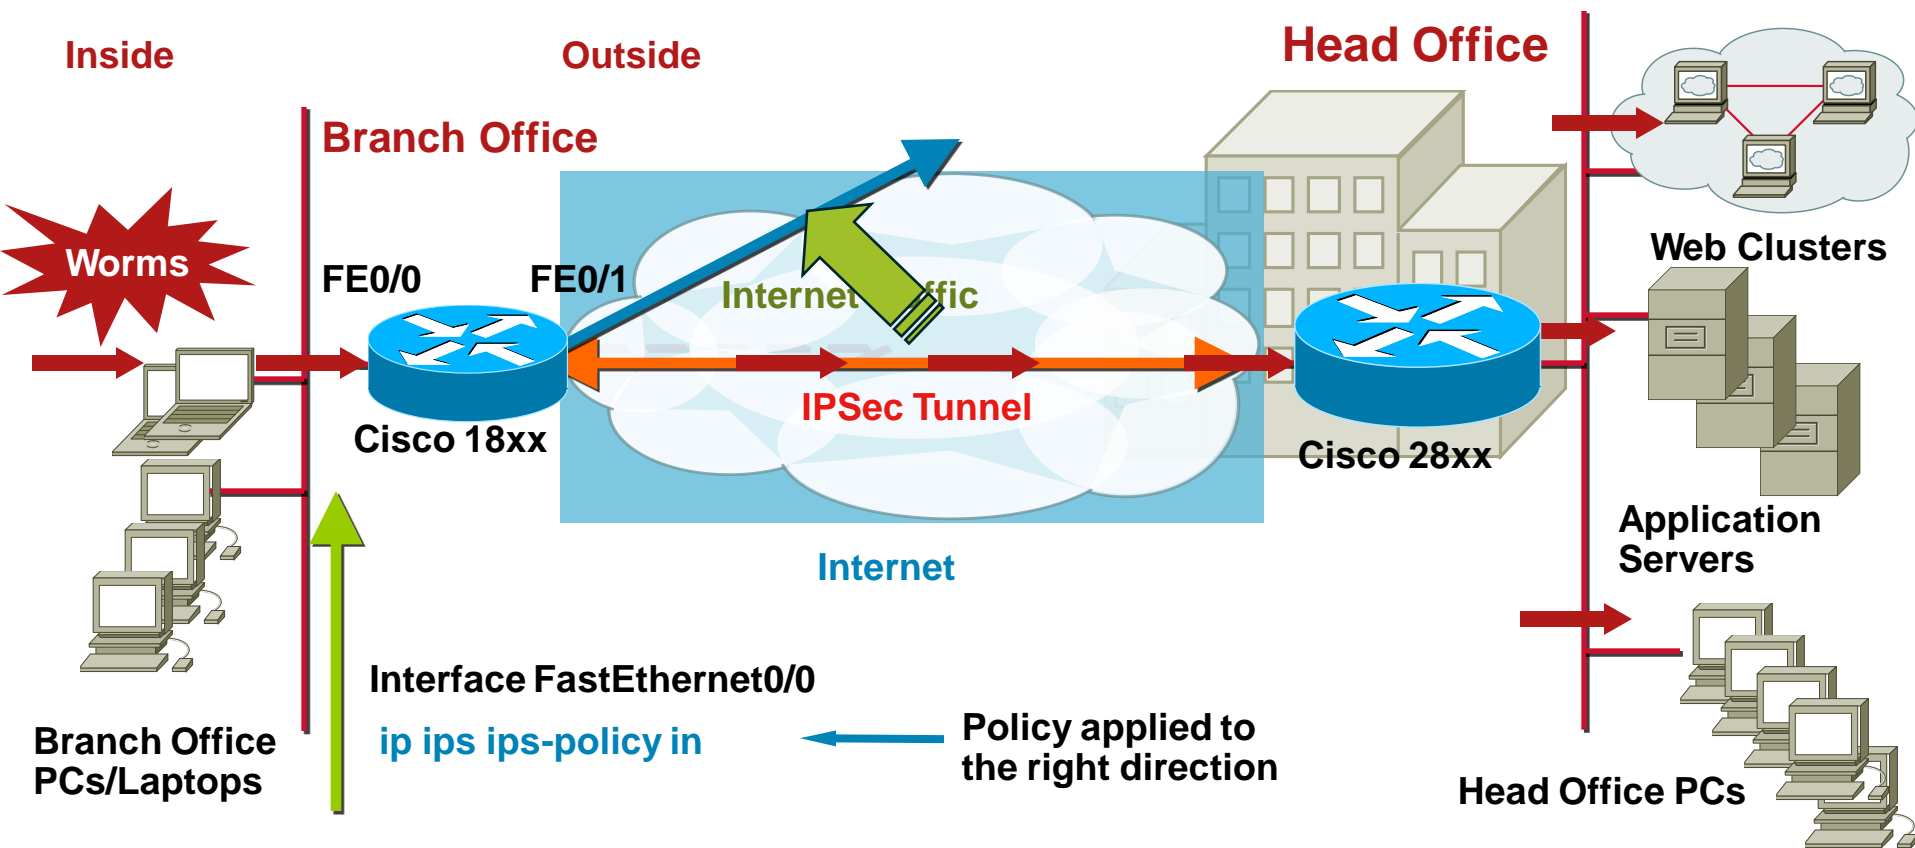 Inside
Outside
Head Office
Branch Office
Worms
FE0/0
FE0/1
Internet
Web Clusters
IPSec Tunnel
Cisco 18xx
Cisco 28xx
Application
Servers
Internet
Interface FastEthernet0/0
ip ips ips-policy in
Policy applied to
the right direction
Branch Office
PCs/Laptops
Head Office PCs